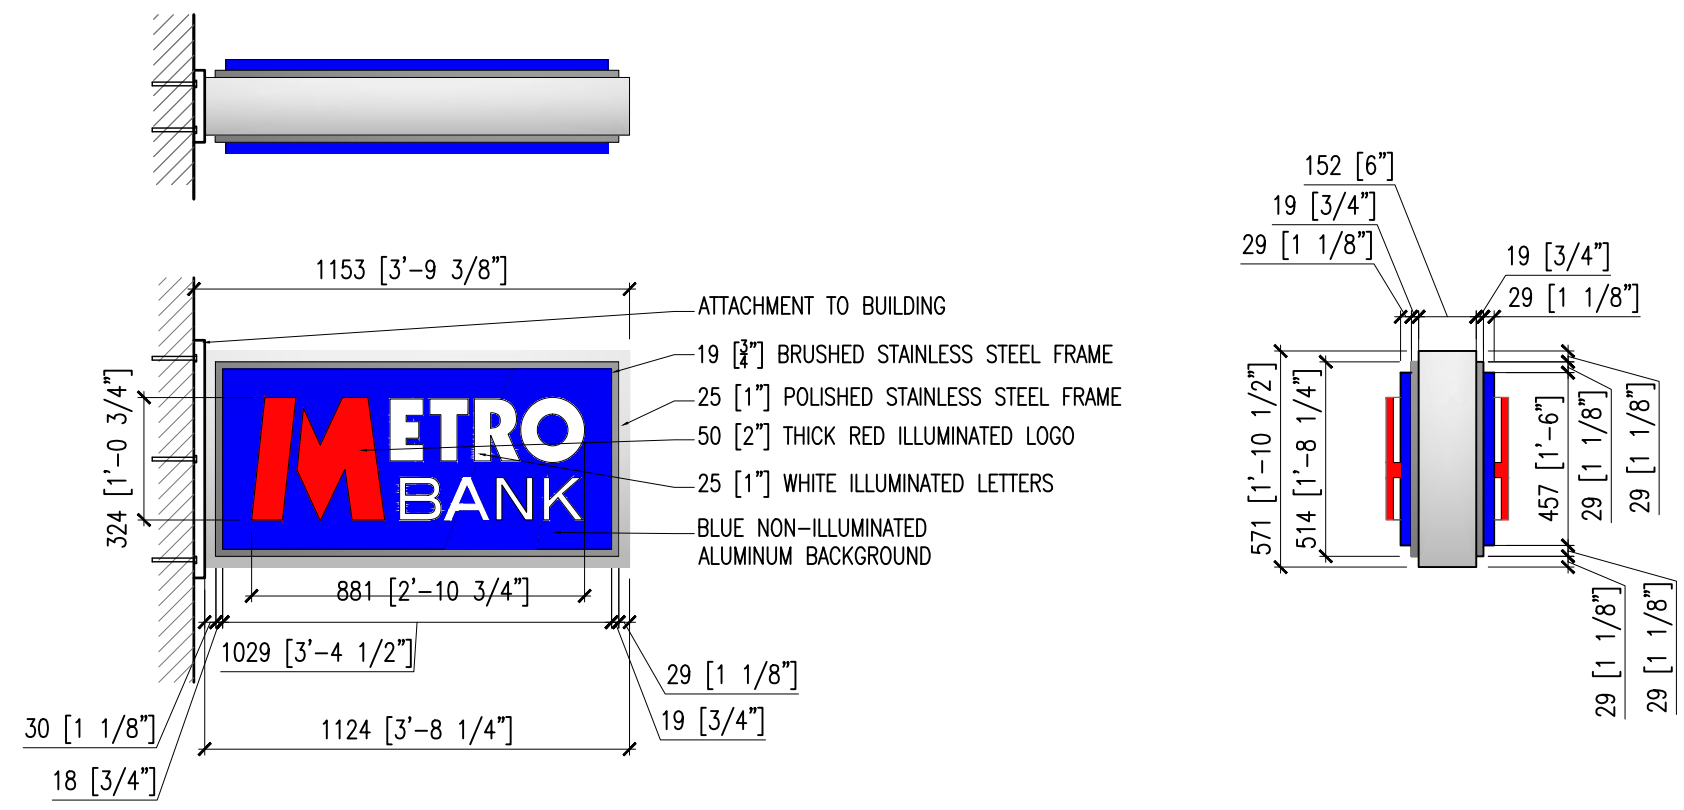 152 [6"]
19 [3/4"]
29 [1 1/8"]
19 [3/4"]
29 [1 1/8"]
1153 [3'-9 3/8"]
ATTACHMENT TO BUILDING
19 [3/4"] BRUSHED STAINLESS STEEL FRAME
25 [1"] POLISHED STAINLESS STEEL FRAME
50 [2"] THICK RED ILLUMINATED LOGO
25 [1"] WHITE ILLUMINATED LETTERS
BLUE NON-ILLUMINATED
ALUMINUM BACKGROUND
METRO
BANK
324 [1'-0 3/4"]
881 [2'-10 3/4"]
1029 [3'-4 1/2"]
29 [1 1/8"]
19 [3/4"]
30 [1 1/8"]
18 [3/4"]
1124 [3'-8 1/4"]
571 [1'-10 1/2"]
514 [1'-8 1/4"]
457 [1'-6"]
29 [1 1/8"]
29 [1 1/8"]
29 [1 1/8"]
29 [1 1/8"]